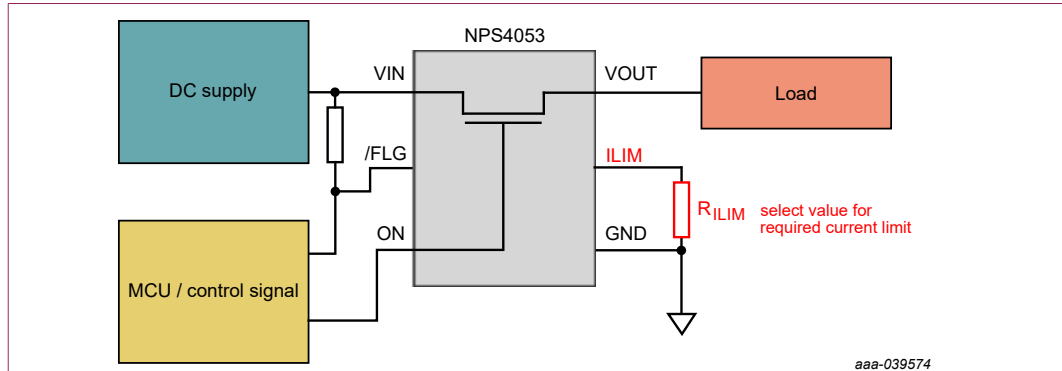 NPS4053
DC supply
VIN
VOUT
Load
/FLG
ILIM
RILIM
select value for
required current limit
ON
GND
MCU / control signal
aaa-039574